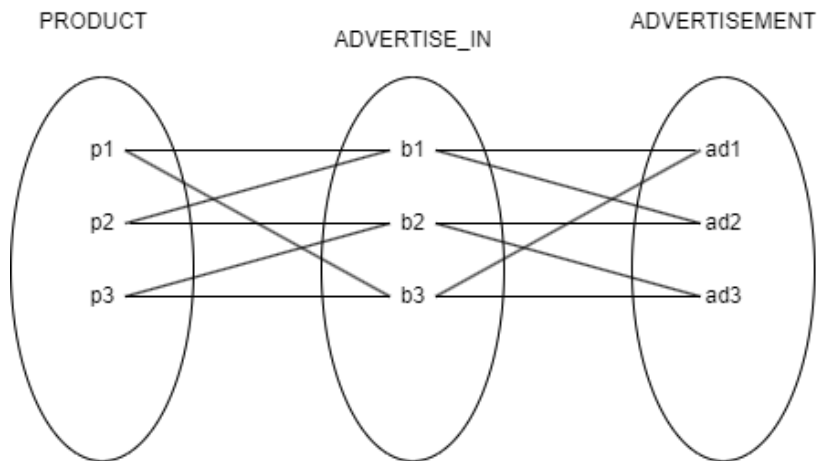 PRODUCT
ADVERTISE_IN
ADVERTISEMENT
p1
b1
ad1
p2
b2
ad2
p3
b3
ad3